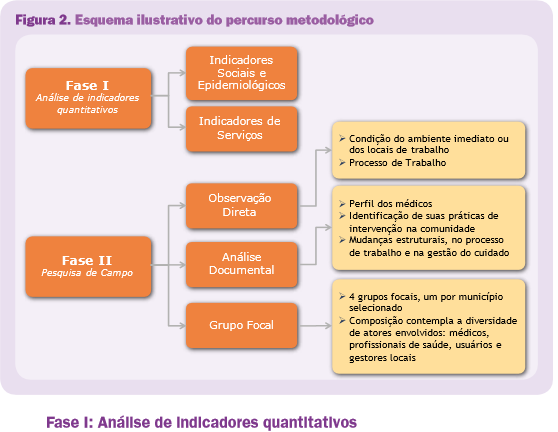 Figura 2. Esquema ilustrativo do percurso metodológico
Fase I
Análise de indicadores
quantitativos
Indicadores
Sociais e
Epidemiológicos
Indicadores de
Serviços
Fase II
Pesquisa de Campo
Observação
Direta
Análise
Documental
Grupo Focal
➤ Condição do ambiente imediato ou
dos locais de trabalho
➤ Processo de Trabalho
➤ Perfil dos médicos
➤ Identificação de suas práticas de
intervenção na comunidade
➤ Mudanças estruturais, no processo
de trabalho e na gestão do cuidado
➤ 4 grupos focais, um por município
selecionado
➤ Composição contempla a diversidade
de atores envolvidos: médicos,
profissionais de saúde, usuários e
gestores locais
Fase I: Análise de indicadores quantitativos